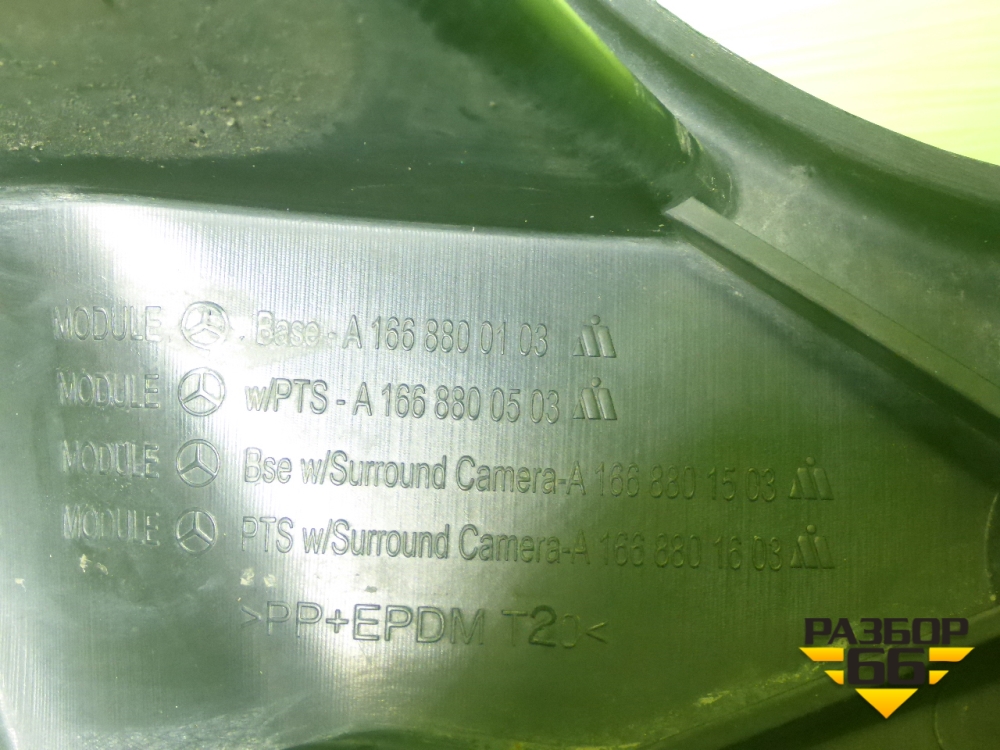 MODULE Base - A 166 880 01 03
MODULE w/PTS - A 166 880 05 03
MODULE Bse w/Surround Camera-A 166 880 15 03
MODULE PTS w/Surround Camera-A 166 880 16 03
>PP+EPDM T20<
РАЗБОР
66